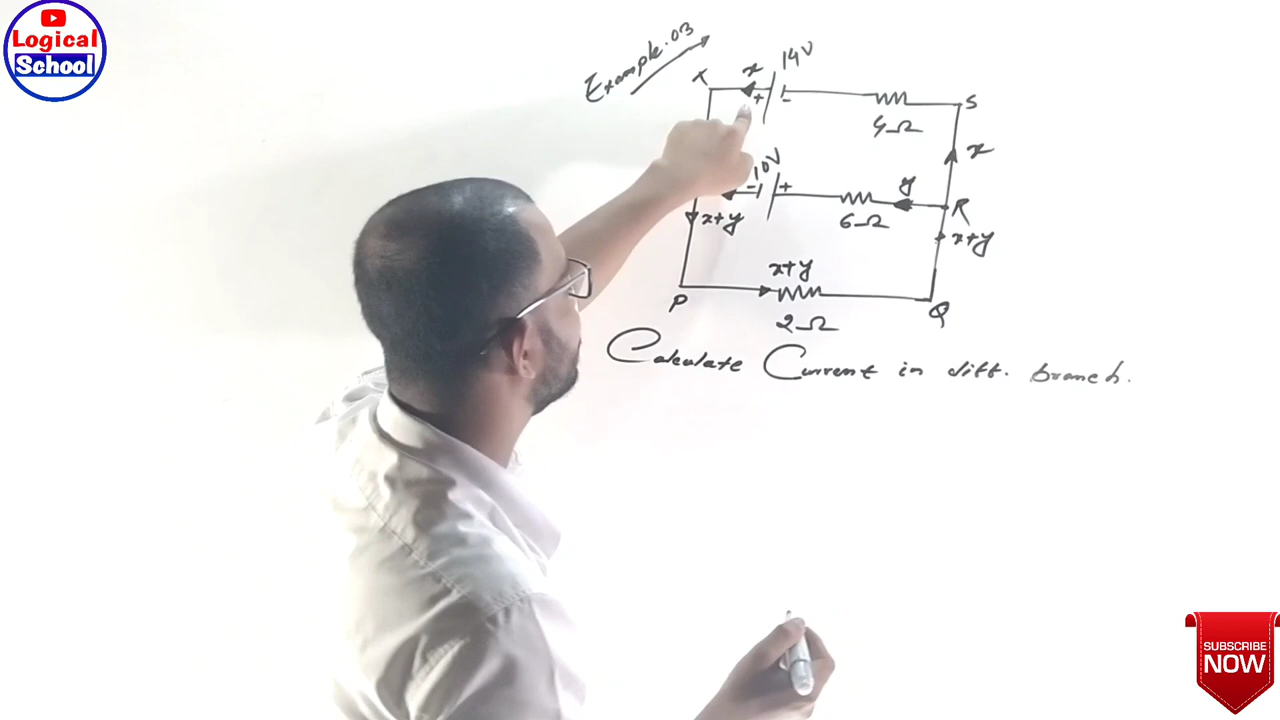 Logical
School
Example.03
14V
T
x
+
-
S
4Ω
x
10V
-
+
y
R
6Ω
x+y
x+y
x+y
P
Q
2Ω
Calculate Current in diff. branch.
SUBSCRIBE
NOW